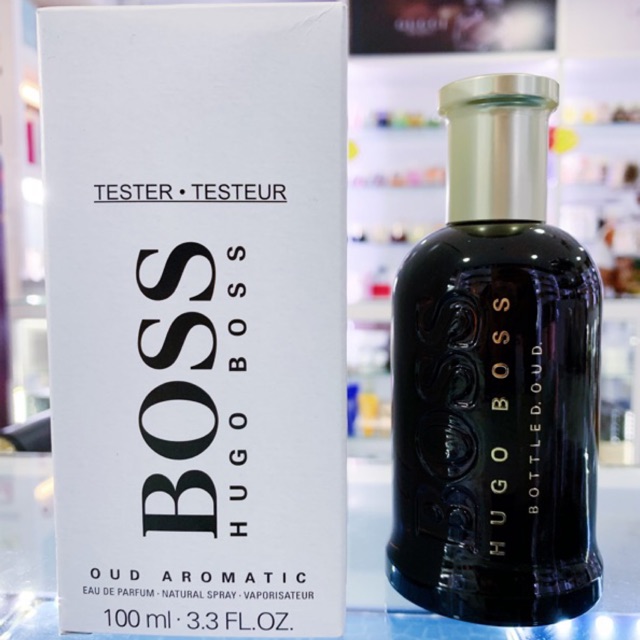 TESTER • TESTEUR
BOSS
HUGO BOSS
OUD AROMATIC
EAU DE PARFUM · NATURAL SPRAY · VAPORISATEUR
100 ml · 3.3 FL.OZ.
BOSS
HUGO BOSS
BOTTLED.OUD.